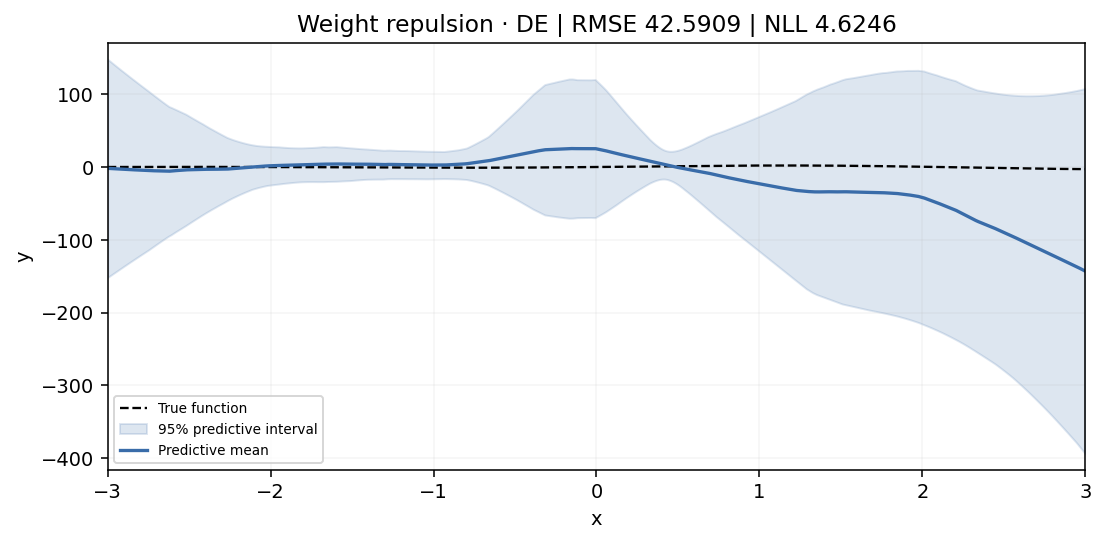 Weight repulsion · DE | RMSE 42.5909 | NLL 4.6246
y
100
0
−100
−200
−300
−400
True function
95% predictive interval
Predictive mean
−3
−2
−1
0
1
2
3
x